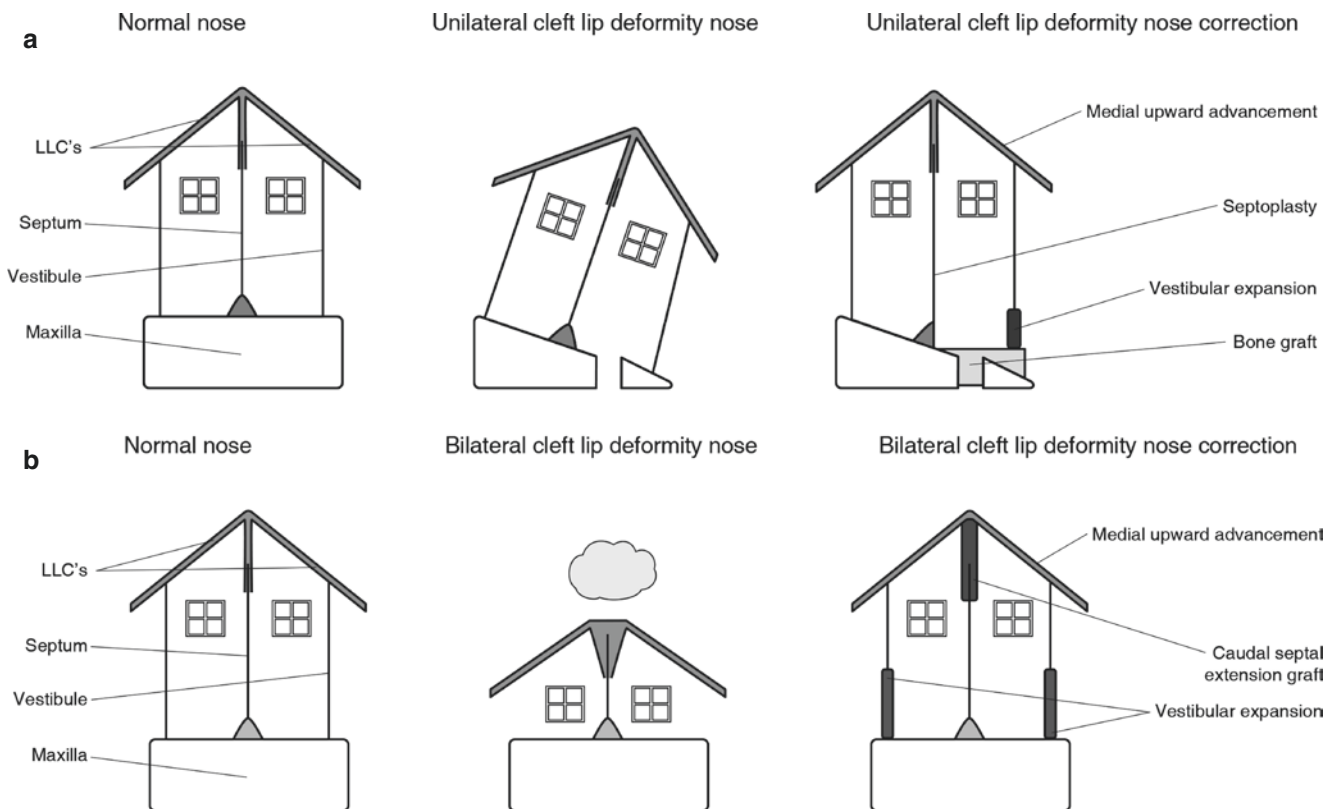 Normal nose
Unilateral cleft lip deformity nose
Unilateral cleft lip deformity nose correction
a
LLC's
Septum
Vestibule
Maxilla
Medial upward advancement
Septoplasty
Vestibular expansion
Bone graft
Normal nose
Bilateral cleft lip deformity nose
Bilateral cleft lip deformity nose correction
b
LLC's
Septum
Vestibule
Maxilla
Medial upward advancement
Caudal septal
extension graft
Vestibular expansion